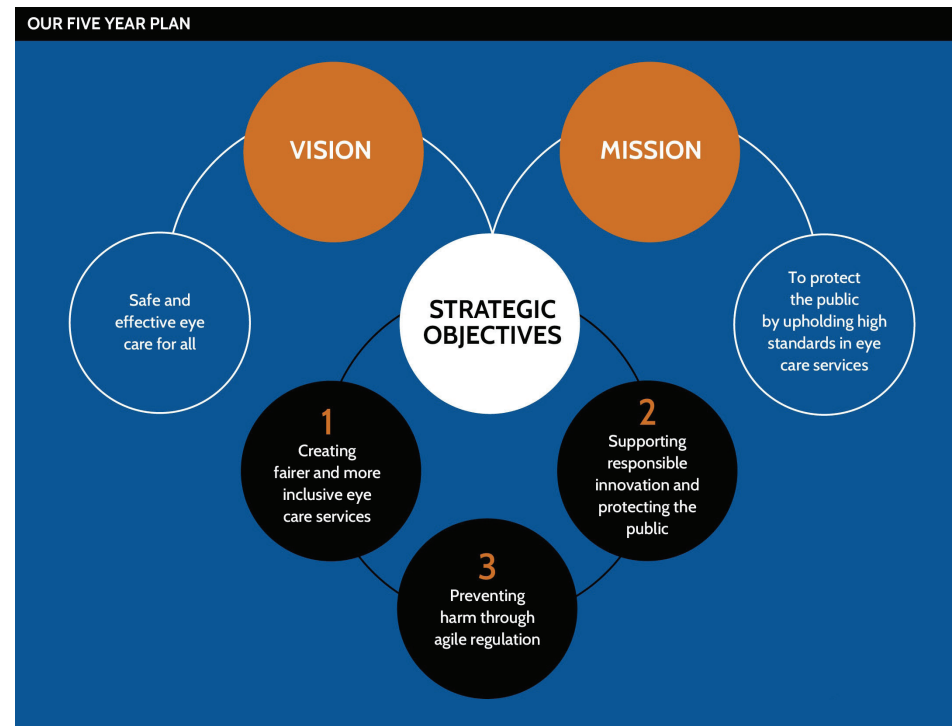 OUR FIVE YEAR PLAN
VISION
MISSION
Safe and
effective eye
care for all
STRATEGIC
OBJECTIVES
To protect
the public
by upholding high
standards in eye
care services
1
Creating
fairer and more
inclusive eye
care services
2
Supporting
responsible
innovation and
protecting the
public
3
Preventing
harm through
agile regulation